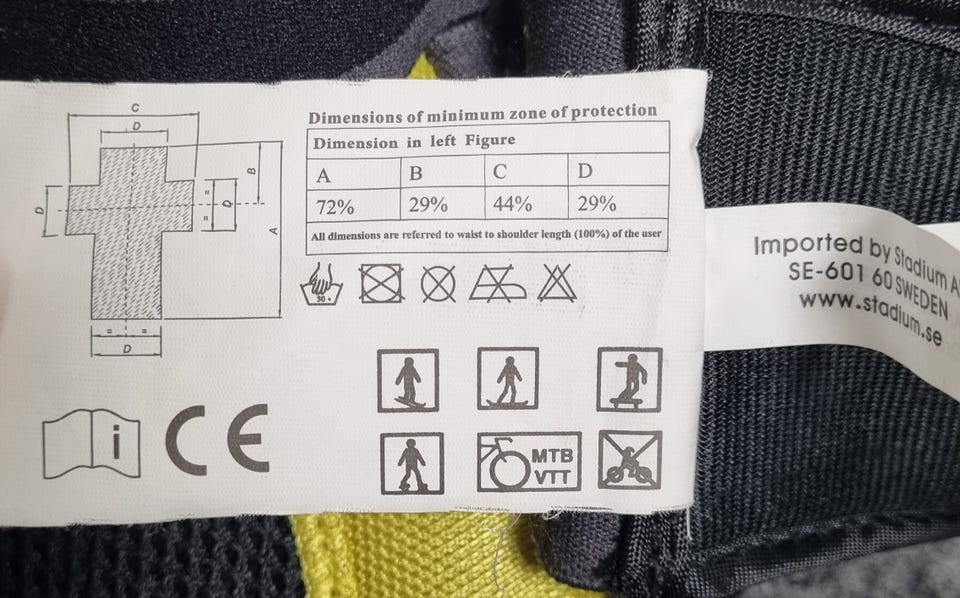 C
D
B
D
=
D
=
A
= =
D
Dimensions of minimum zone of protection
Dimension in left Figure
A B C D
72% 29% 44% 29%
All dimensions are referred to waist to shoulder length (100%) of the user
30
i CE
MTB
VTT
Imported by Stadium A
SE-601 60 SWEDEN
www.stadium.se